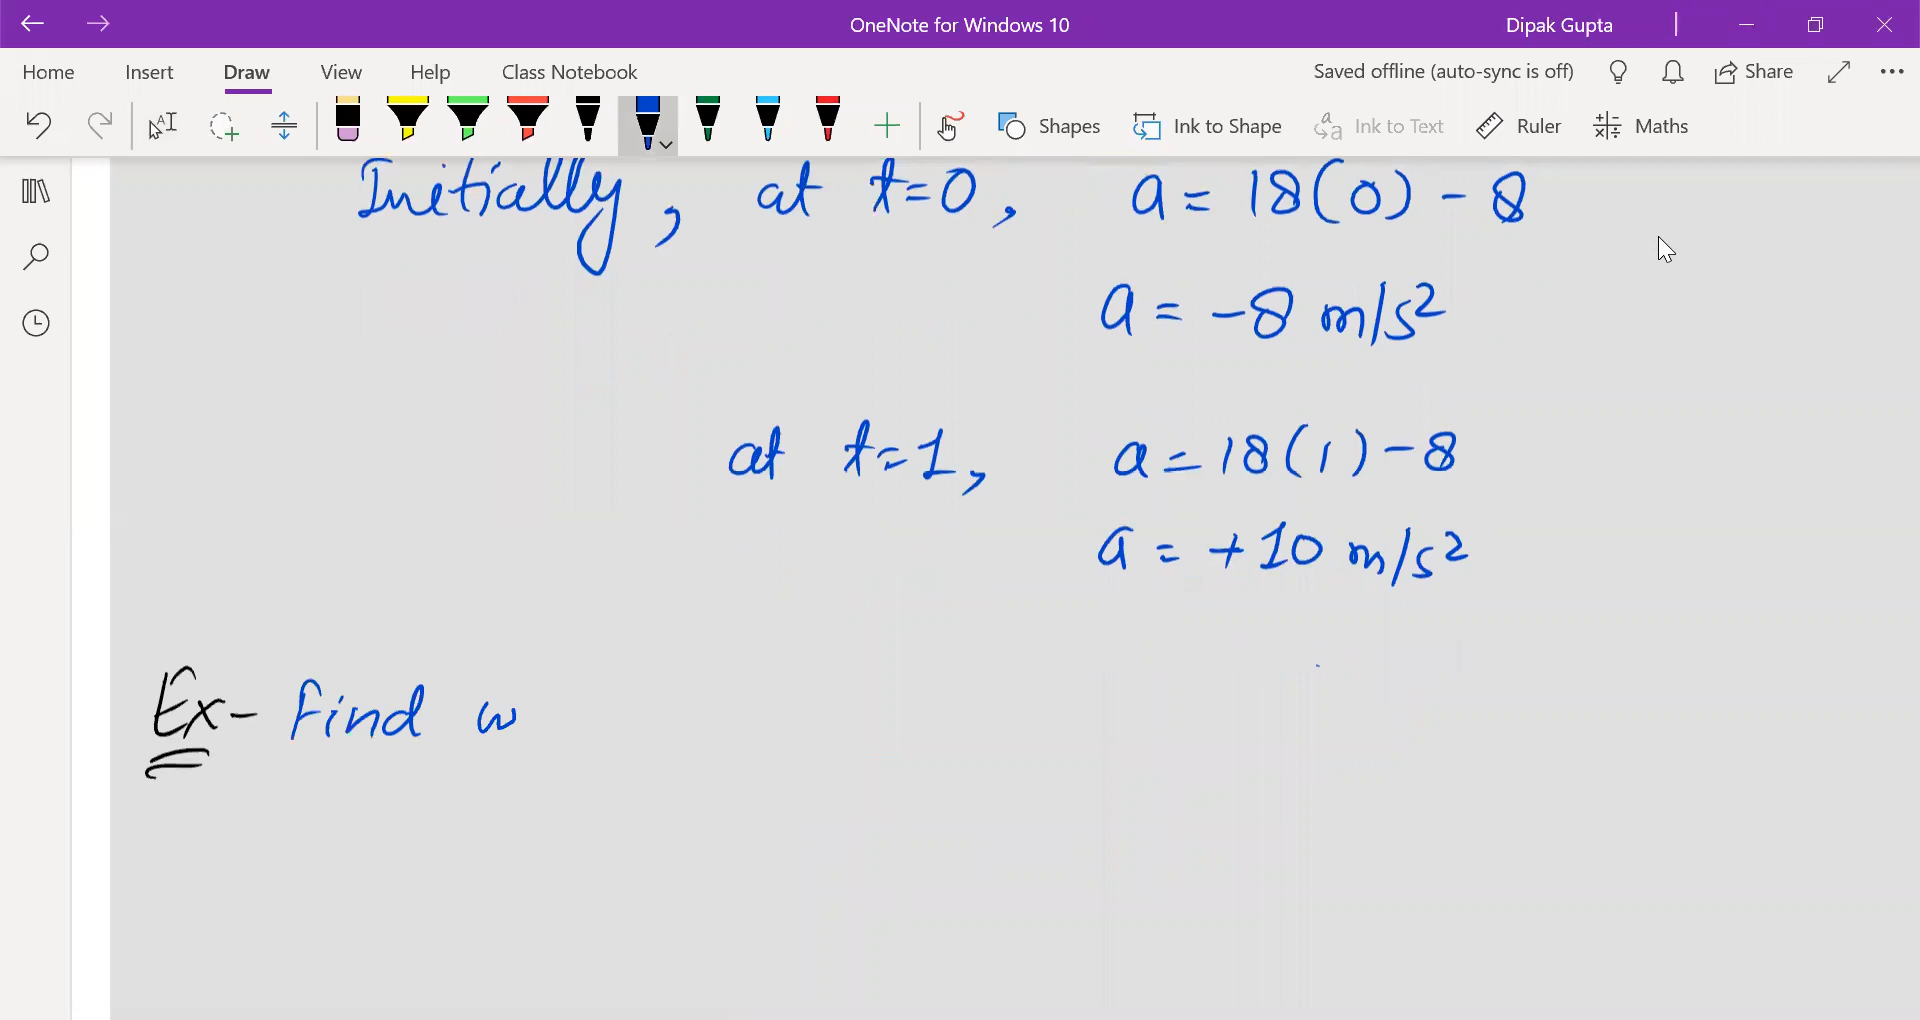 OneNote for Windows 10
Dipak Gupta
Home Insert Draw View Help Class Notebook
Saved offline (auto-sync is off) Share
Shapes Ink to Shape Ink to Text Ruler Maths
Initially, at t=0, a = 18(0) - 8
a = -8 m/s²
at t=1, a = 18(1) - 8
a = +10 m/s²
Ex- Find w